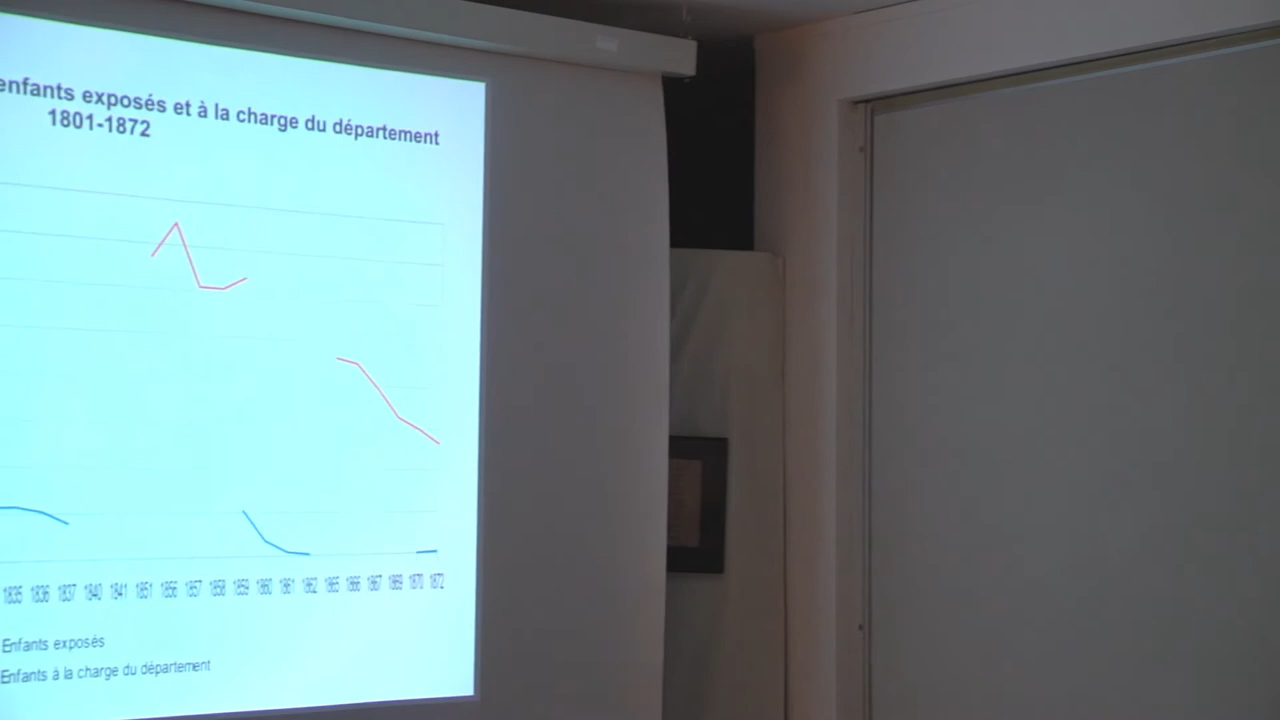 enfants exposés et à la charge du département
1801-1872
1835 1836 1837 1840 1841 1851 1856 1857 1858 1859 1860 1861 1862 1865 1866 1867 1869 1870 1872
Enfants exposés
Enfants à la charge du département